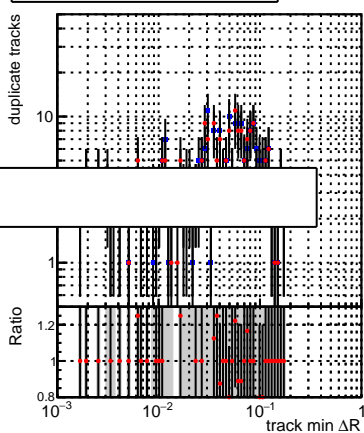 duplicate tracks
10
1
Ratio
1.2
1
0.8
10⁻³ 10⁻² 10⁻¹ 1
track min ΔR